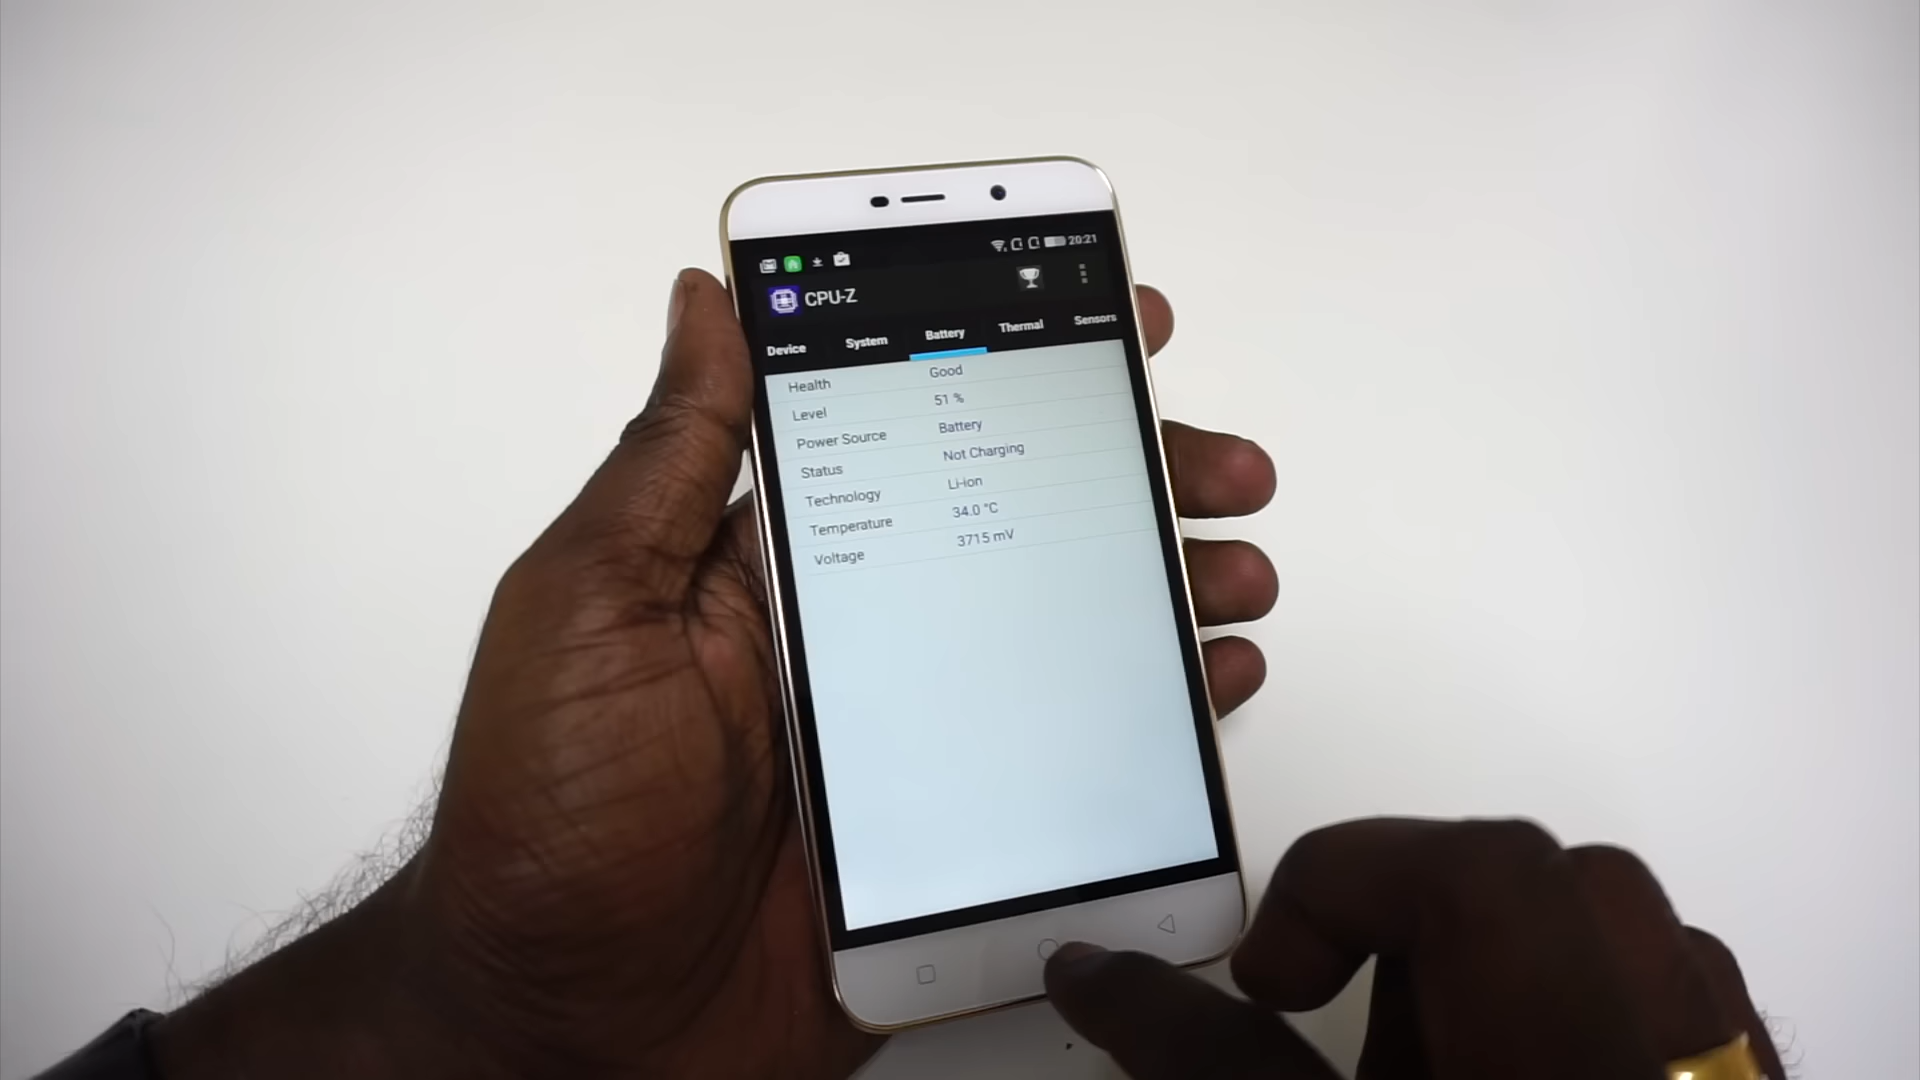 20:21
CPU-Z
Device System Battery Thermal Sensors
Health Good
Level 51 %
Power Source Battery
Status Not Charging
Technology Li-ion
Temperature 34.0 °C
Voltage 3715 mV